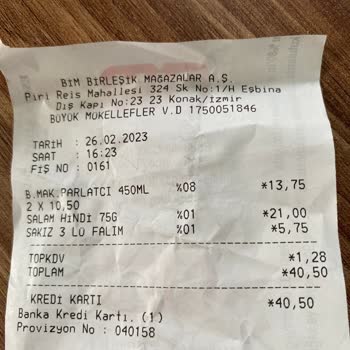 BİM BİRLEŞİK MAĞAZALAR A.Ş.
Piri Reis Mahallesi 324 Sk No:1/H Eşbina
Dış Kapı No:23 23 Konak/İzmir
BÜYÜK MÜKELLEFLER V.D 1750051846
TARİH : 26.02.2023
SAAT : 16:23
FİŞ NO : 0161
B.MAK.PARLATCI 450ML %08 *13,75
2 X 10,50
SALAM HİNDİ 75G %01 *21,00
SAKIZ 3 LÜ FALIM %01 *5,75
TOPKDV *1,28
TOPLAM *40,50
KREDİ KARTI *40,50
Banka Kredi Kartı. (1)
Provizyon No : 040158